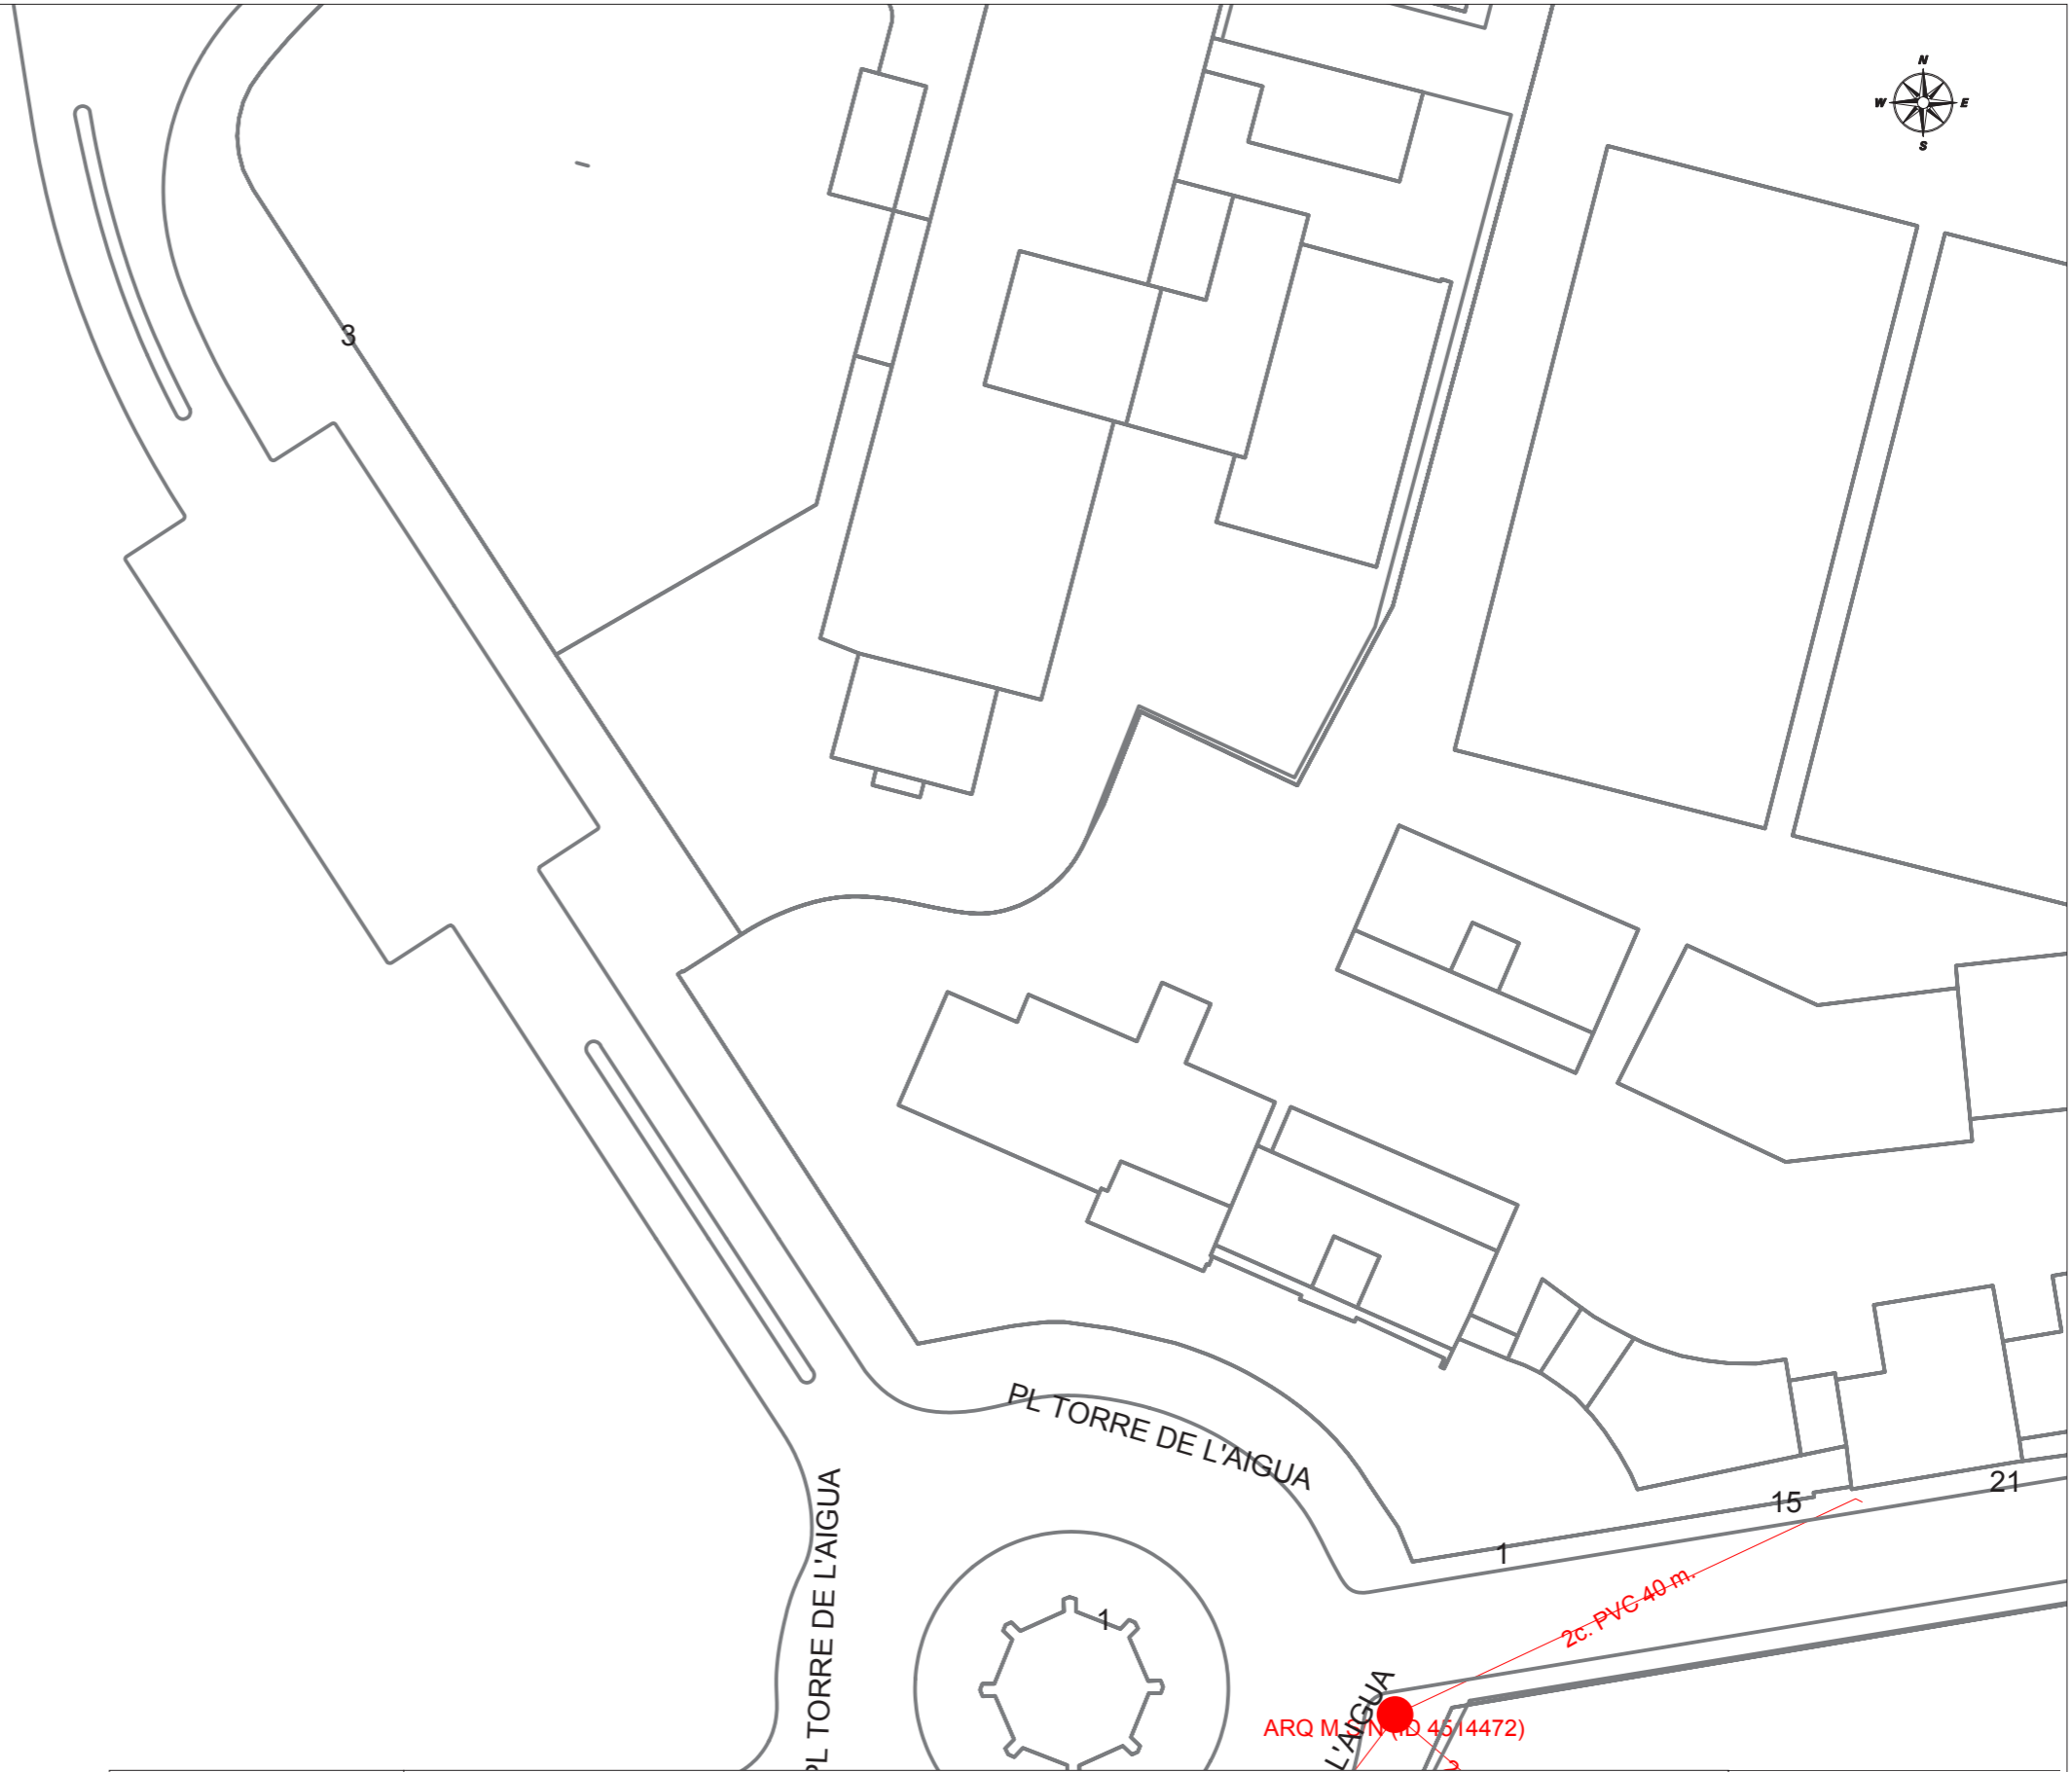 N
W E
S
3
PL TORRE DE L'AIGUA
PL TORRE DE L'AIGUA
21
15
1
2c. PVC 40 m.
1
L'AIGUA
ARQ M S/N (ID 4514472)